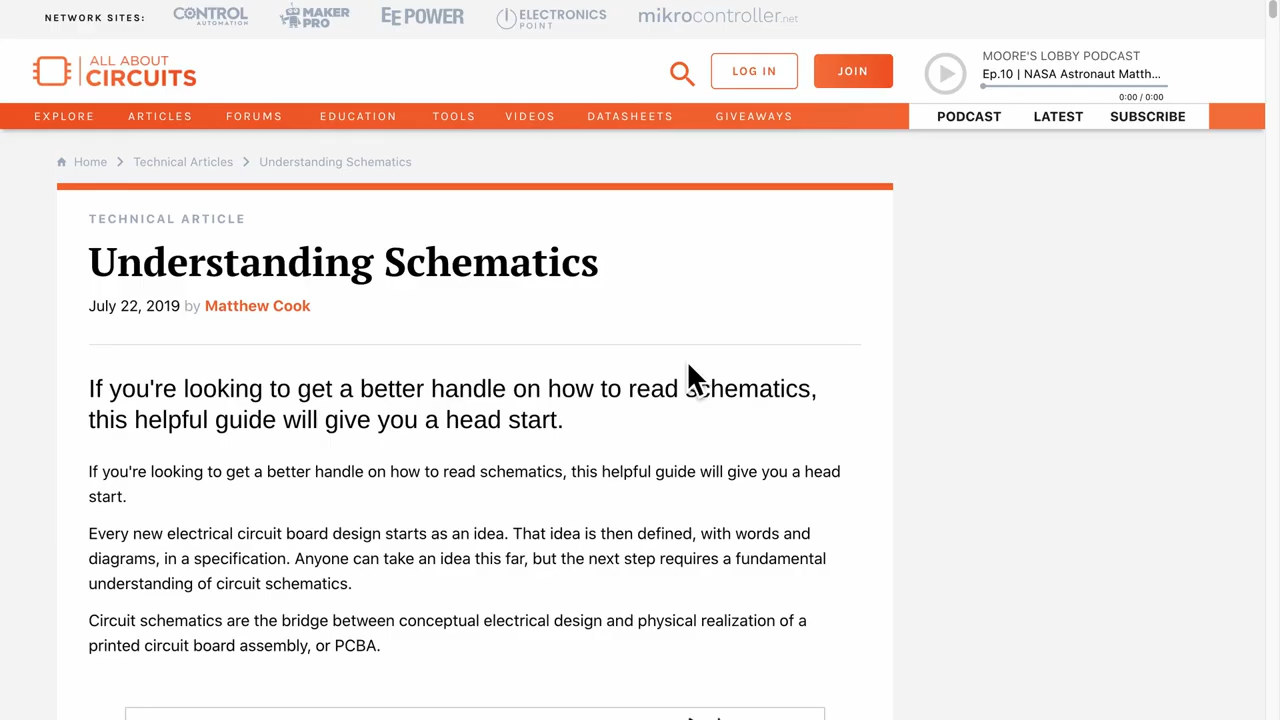 NETWORK SITES:
CONTROL AUTOMATION
MAKER PRO
EE POWER
ELECTRONICS POINT
mikrocontroller.net
ALL ABOUT CIRCUITS
LOG IN
JOIN
MOORE'S LOBBY PODCAST
Ep.10 | NASA Astronaut Matth...
0:00 / 0:00
EXPLORE
ARTICLES
FORUMS
EDUCATION
TOOLS
VIDEOS
DATASHEETS
GIVEAWAYS
PODCAST
LATEST
SUBSCRIBE
Home
Technical Articles
Understanding Schematics
TECHNICAL ARTICLE
Understanding Schematics
July 22, 2019 by Matthew Cook
If you're looking to get a better handle on how to read schematics,
this helpful guide will give you a head start.
If you're looking to get a better handle on how to read schematics, this helpful guide will give you a head
start.
Every new electrical circuit board design starts as an idea. That idea is then defined, with words and
diagrams, in a specification. Anyone can take an idea this far, but the next step requires a fundamental
understanding of circuit schematics.
Circuit schematics are the bridge between conceptual electrical design and physical realization of a
printed circuit board assembly, or PCBA.